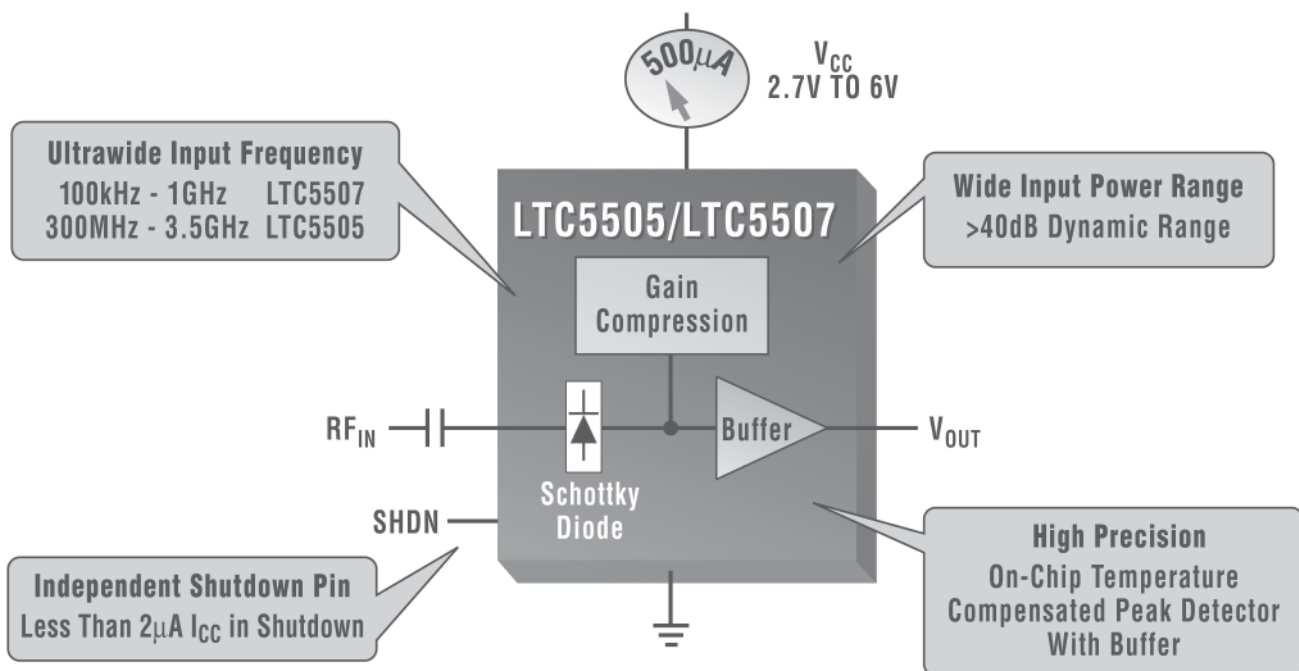 500μA
V_CC
2.7V TO 6V
Ultrawide Input Frequency
100kHz - 1GHz LTC5507
300MHz - 3.5GHz LTC5505
Wide Input Power Range
>40dB Dynamic Range
LTC5505/LTC5507
Gain
Compression
RF_IN
Buffer
V_OUT
Schottky
Diode
SHDN
Independent Shutdown Pin
Less Than 2μA I_CC in Shutdown
High Precision
On-Chip Temperature
Compensated Peak Detector
With Buffer